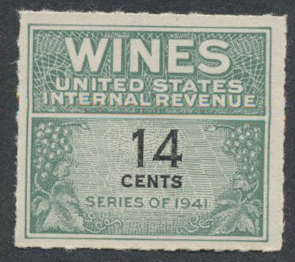 WINES
UNITED STATES
INTERNAL REVENUE
14
CENTS
SERIES OF 1941